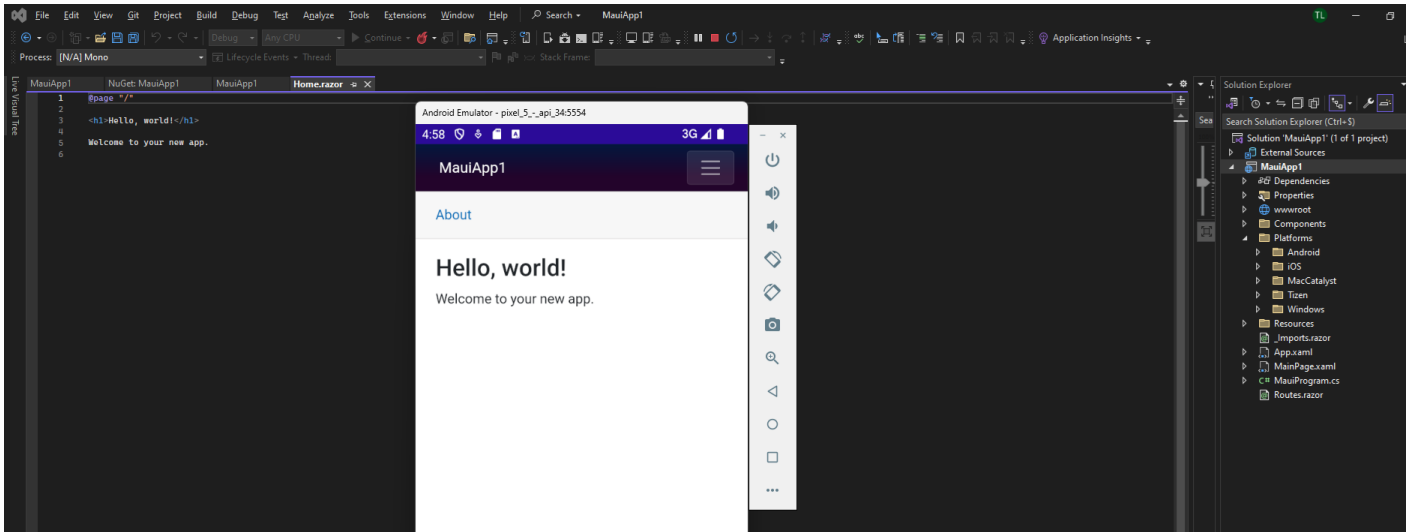 File Edit View Git Project Build Debug Test Analyze Tools Extensions Window Help Search MauiApp1 TL
Debug Any CPU Continue Application Insights
Process: [N/A] Mono Lifecycle Events Thread: Stack Frame:
Live Visual Tree
MauiApp1 NuGet: MauiApp1 MauiApp1 Home.razor
1 @page "/"
2
3 <h1>Hello, world!</h1>
4
5 Welcome to your new app.
6
Android Emulator - pixel_5_-_api_34:5554
4:58 3G
MauiApp1
About
Hello, world!
Welcome to your new app.
Sea
Solution Explorer
Search Solution Explorer (Ctrl+$)
Solution 'MauiApp1' (1 of 1 project)
External Sources
MauiApp1
Dependencies
Properties
wwwroot
Components
Platforms
Android
iOS
MacCatalyst
Tizen
Windows
Resources
_Imports.razor
App.xaml
MainPage.xaml
C# MauiProgram.cs
Routes.razor